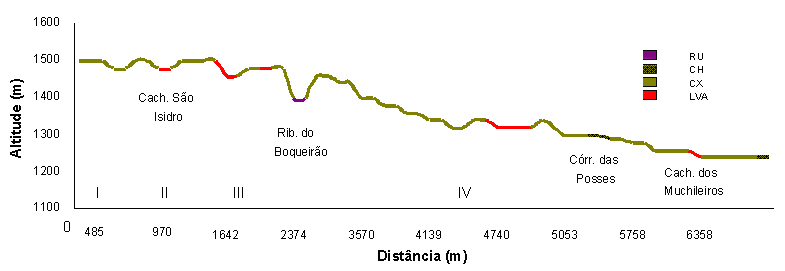 1600
1500
1400
1300
1200
1100
Altitude (m)
RU
CH
CX
LVA
Cach. São
Isidro
Rib. do
Boqueirão
Córr. das
Posses
Cach. dos
Muchileiros
I II III IV
0 485 970 1642 2374 3570 4139 4740 5053 5758 6358
Distância (m)